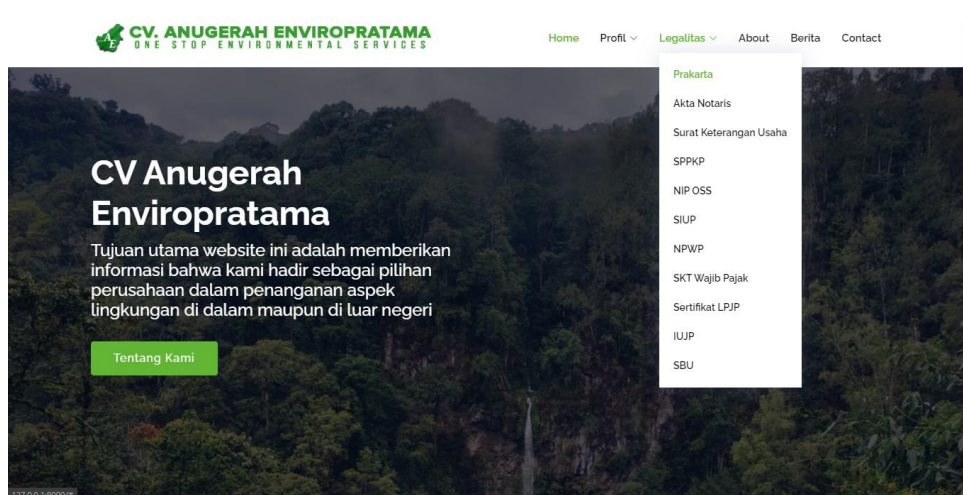 CV. ANUGERAH ENVIROPRATAMA
ONE STOP ENVIRONMENTAL SERVICES
Home Profil Legalitas About Berita Contact
Prakarta
Akta Notaris
Surat Keterangan Usaha
SPPKP
NIP OSS
SIUP
NPWP
SKT Wajib Pajak
Sertifikat LPJP
IUJP
SBU
CV Anugerah
Enviropratama
Tujuan utama website ini adalah memberikan
informasi bahwa kami hadir sebagai pilihan
perusahaan dalam penanganan aspek
lingkungan di dalam maupun di luar negeri
Tentang Kami